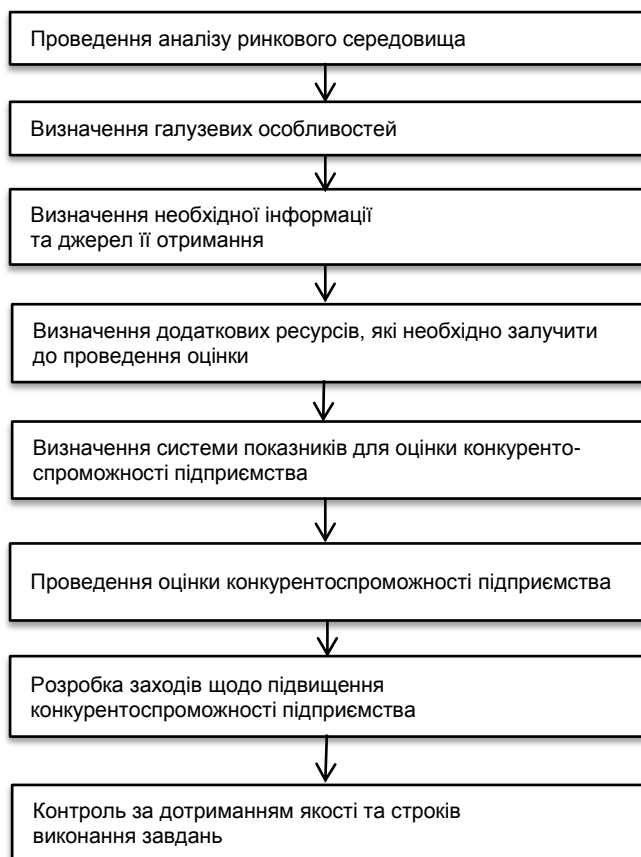 Проведення аналізу ринкового середовища
Визначення галузевих особливостей
Визначення необхідної інформації
та джерел її отримання
Визначення додаткових ресурсів, які необхідно залучити
до проведення оцінки
Визначення системи показників для оцінки конкуренто-
спроможності підприємства
Проведення оцінки конкурентоспроможності підприємства
Розробка заходів щодо підвищення
конкурентоспроможності підприємства
Контроль за дотриманням якості та строків
виконання завдань